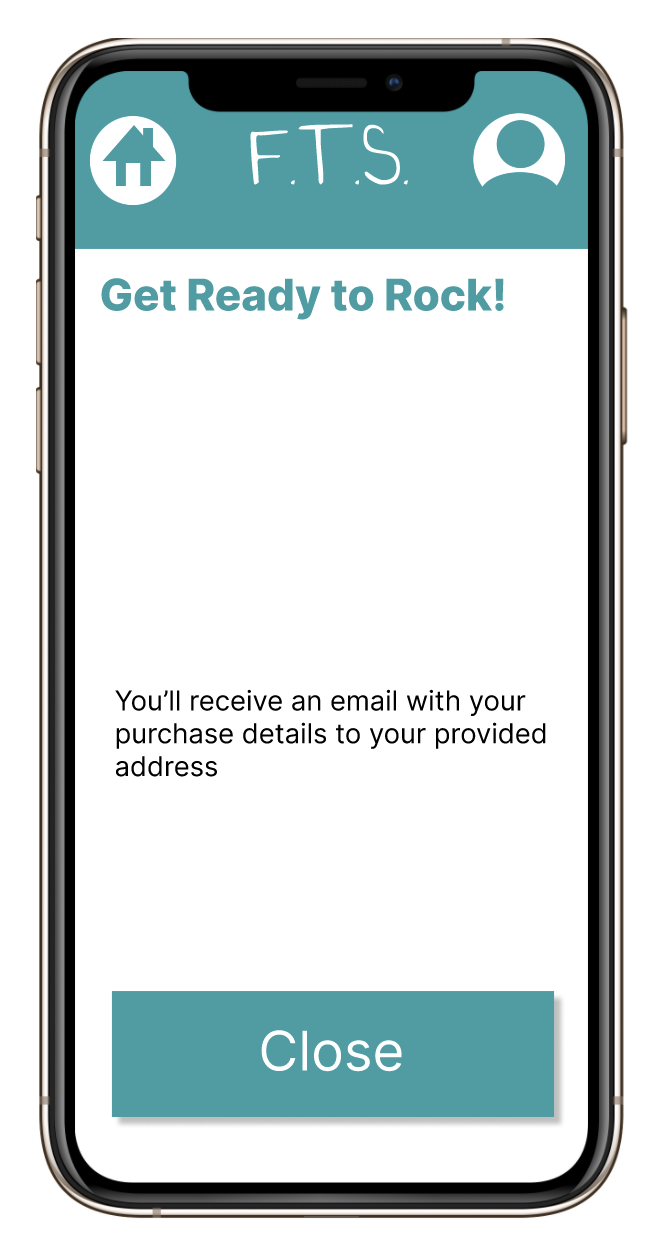 F.T.S.
Get Ready to Rock!
You’ll receive an email with your
purchase details to your provided
address
Close